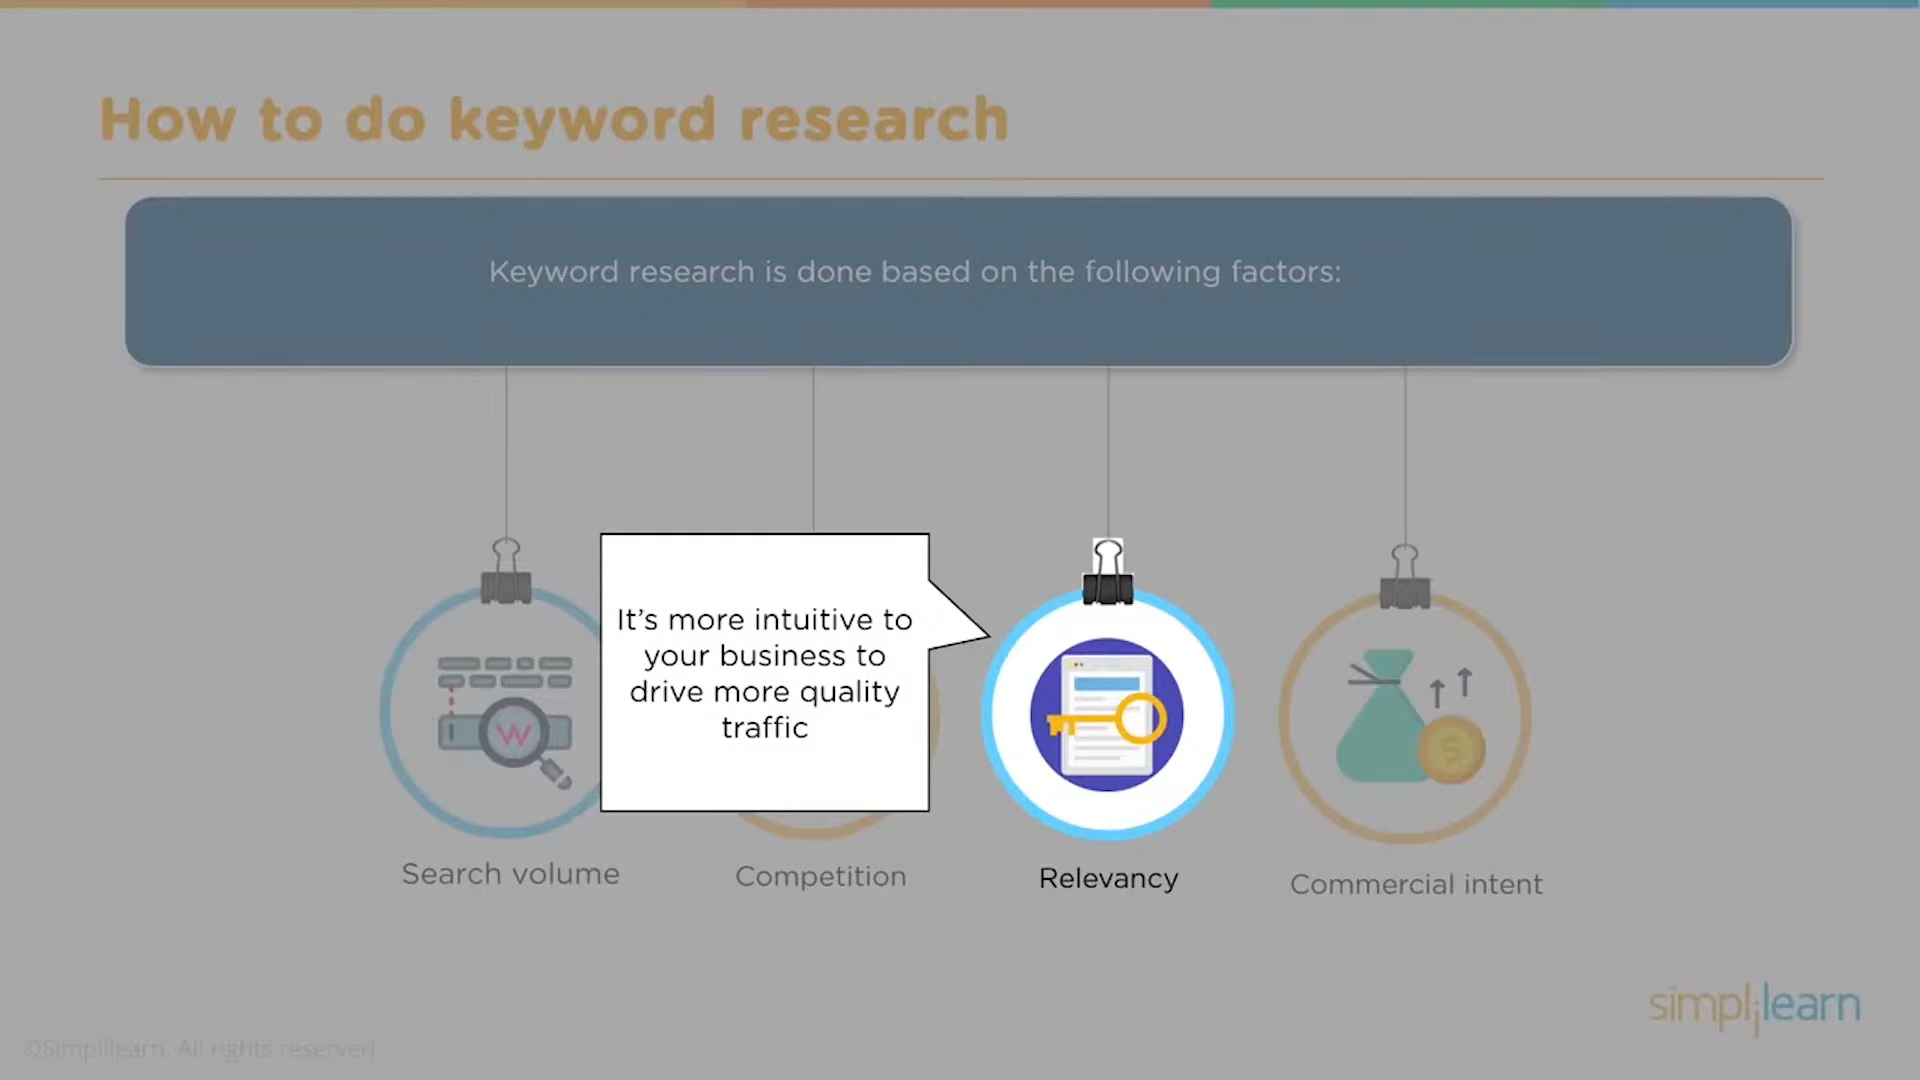 How to do keyword research
Keyword research is done based on the following factors:
It's more intuitive to
your business to
drive more quality
traffic
W
$
Search volume
Competition
Relevancy
Commercial intent
simplilearn
©Simplilearn. All rights reserved